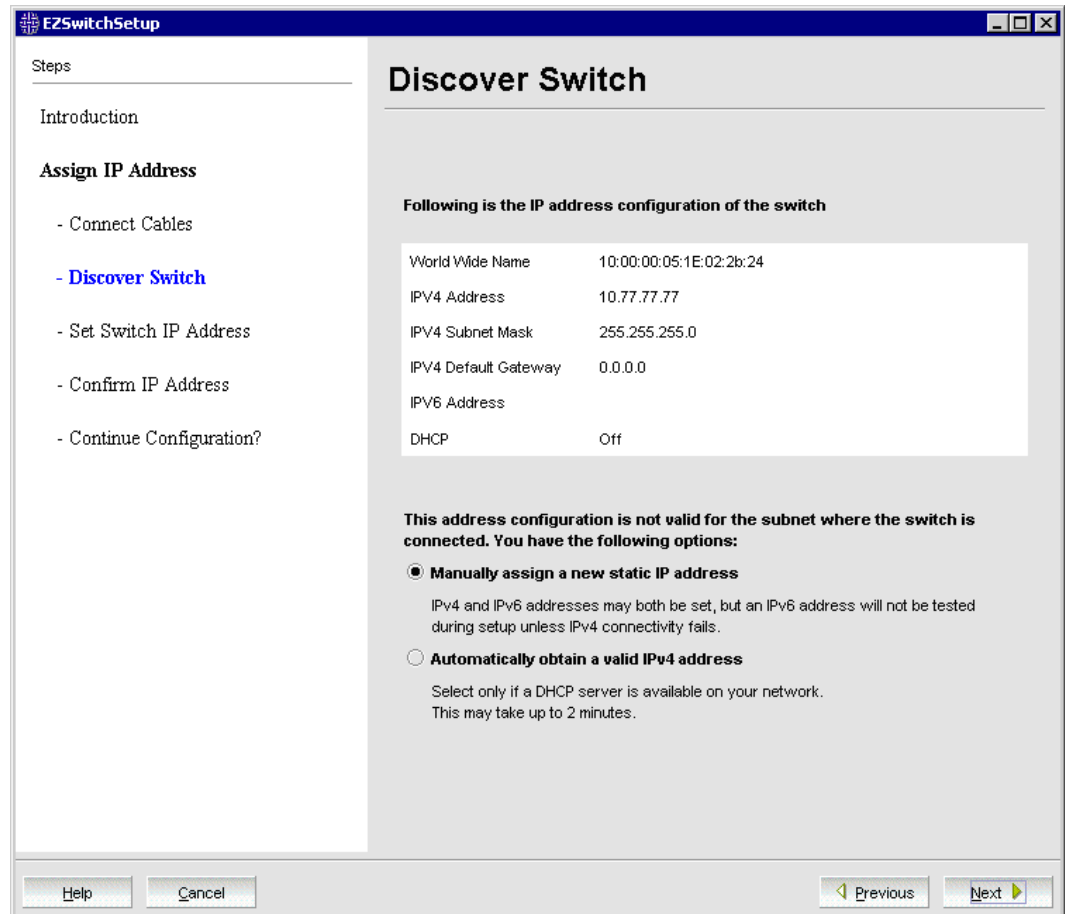 EZSwitchSetup
Steps
Introduction
Assign IP Address
- Connect Cables
- Discover Switch
- Set Switch IP Address
- Confirm IP Address
- Continue Configuration?
Discover Switch
Following is the IP address configuration of the switch
World Wide Name 10:00:00:05:1E:02:2b:24
IPV4 Address 10.77.77.77
IPV4 Subnet Mask 255.255.255.0
IPV4 Default Gateway 0.0.0.0
IPV6 Address
DHCP Off
This address configuration is not valid for the subnet where the switch is
connected. You have the following options:
Manually assign a new static IP address
IPv4 and IPv6 addresses may both be set, but an IPv6 address will not be tested
during setup unless IPv4 connectivity fails.
Automatically obtain a valid IPv4 address
Select only if a DHCP server is available on your network.
This may take up to 2 minutes.
Help Cancel Previous Next